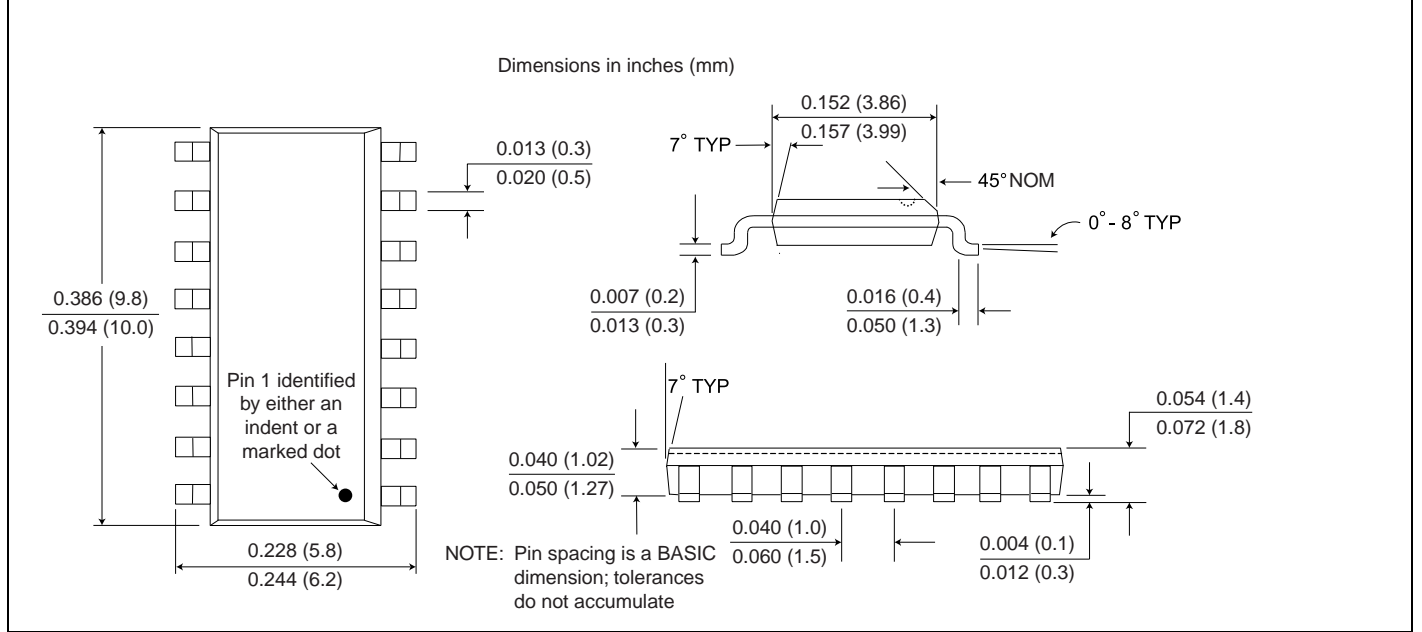 Dimensions in inches (mm)
0.386 (9.8)
0.394 (10.0)
0.013 (0.3)
0.020 (0.5)
Pin 1 identified
by either an
indent or a
marked dot
0.228 (5.8)
0.244 (6.2)
0.152 (3.86)
0.157 (3.99)
7° TYP
45° NOM
0° - 8° TYP
0.007 (0.2)
0.013 (0.3)
0.016 (0.4)
0.050 (1.3)
7° TYP
0.054 (1.4)
0.072 (1.8)
0.040 (1.02)
0.050 (1.27)
0.040 (1.0)
0.060 (1.5)
0.004 (0.1)
0.012 (0.3)
NOTE: Pin spacing is a BASIC
dimension; tolerances
do not accumulate